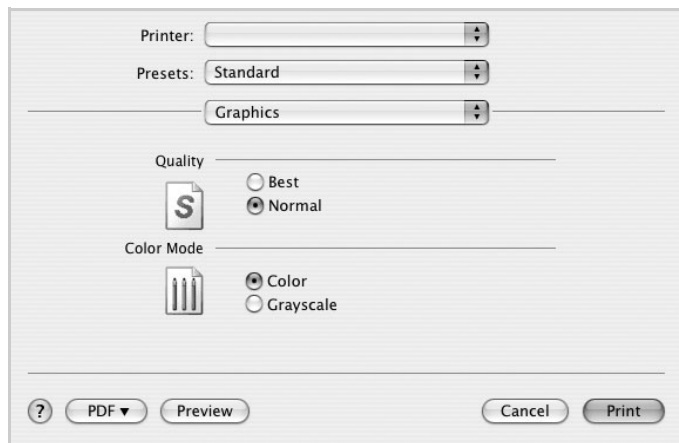 Printer:
Presets: Standard
Graphics
Quality
Best
S
Normal
Color Mode
Color
Grayscale
? PDF▼ Preview Cancel Print